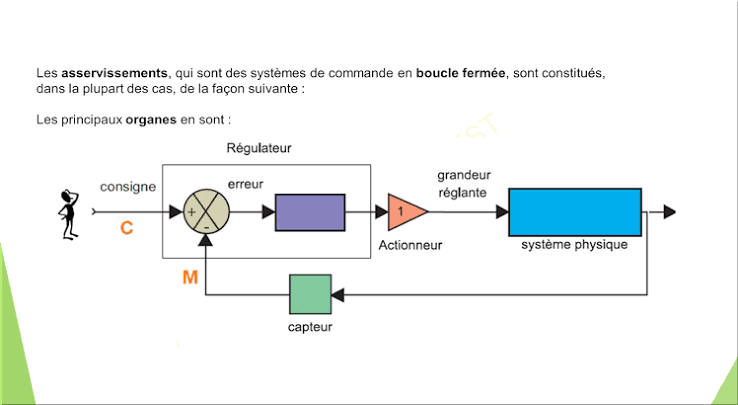 Les asservissements, qui sont des systèmes de commande en boucle fermée, sont constitués,
dans la plupart des cas, de la façon suivante :
Les principaux organes en sont :
Régulateur
consigne
erreur
grandeur
réglante
C
+
-
1
Actionneur
système physique
M
capteur